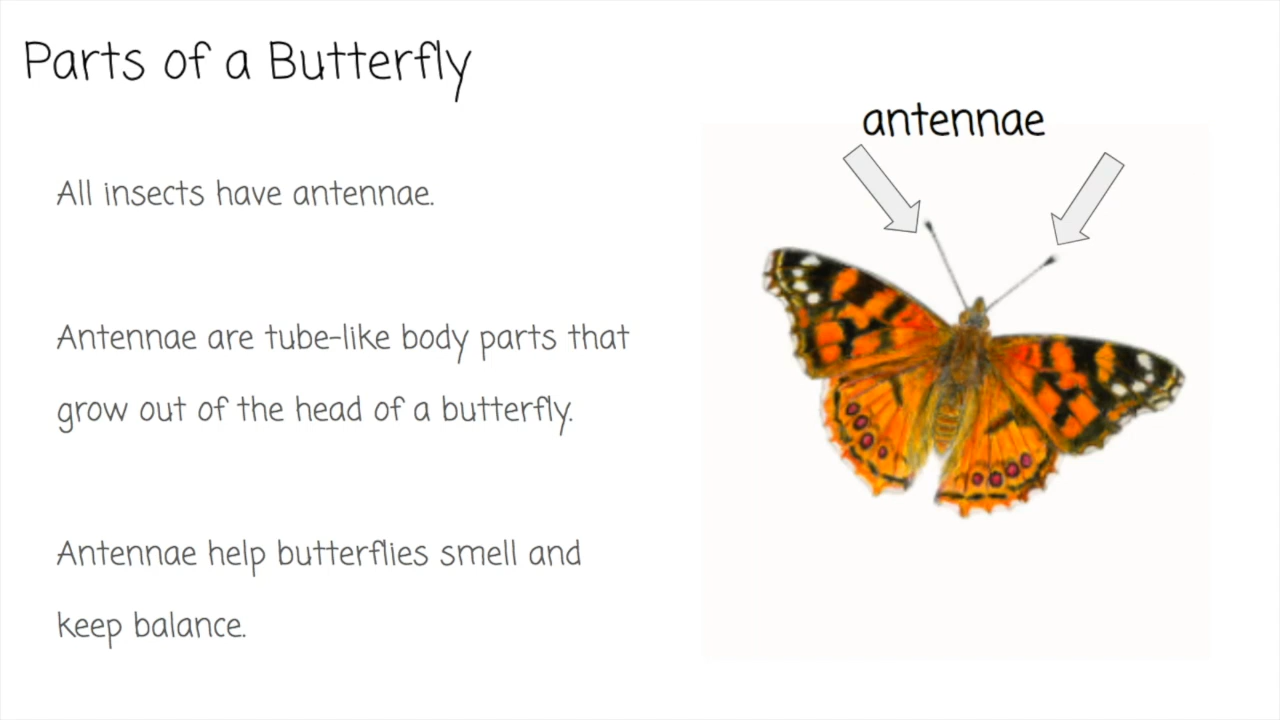 Parts of a Butterfly
antennae
All insects have antennae.
Antennae are tube-like body parts that
grow out of the head of a butterfly.
Antennae help butterflies smell and
keep balance.